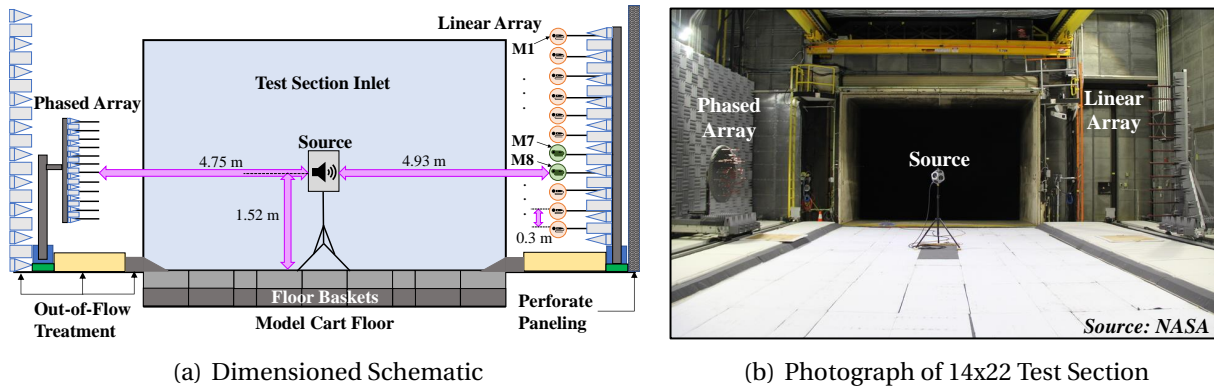 Linear Array
M1
Test Section Inlet
Phased Array
Source
M7
M8
4.75 m
4.93 m
1.52 m
0.3 m
Out-of-Flow
Treatment
Floor Baskets
Model Cart Floor
Perforate
Paneling
(a) Dimensioned Schematic
Phased
Array
Linear
Array
Source
Source: NASA
(b) Photograph of 14x22 Test Section